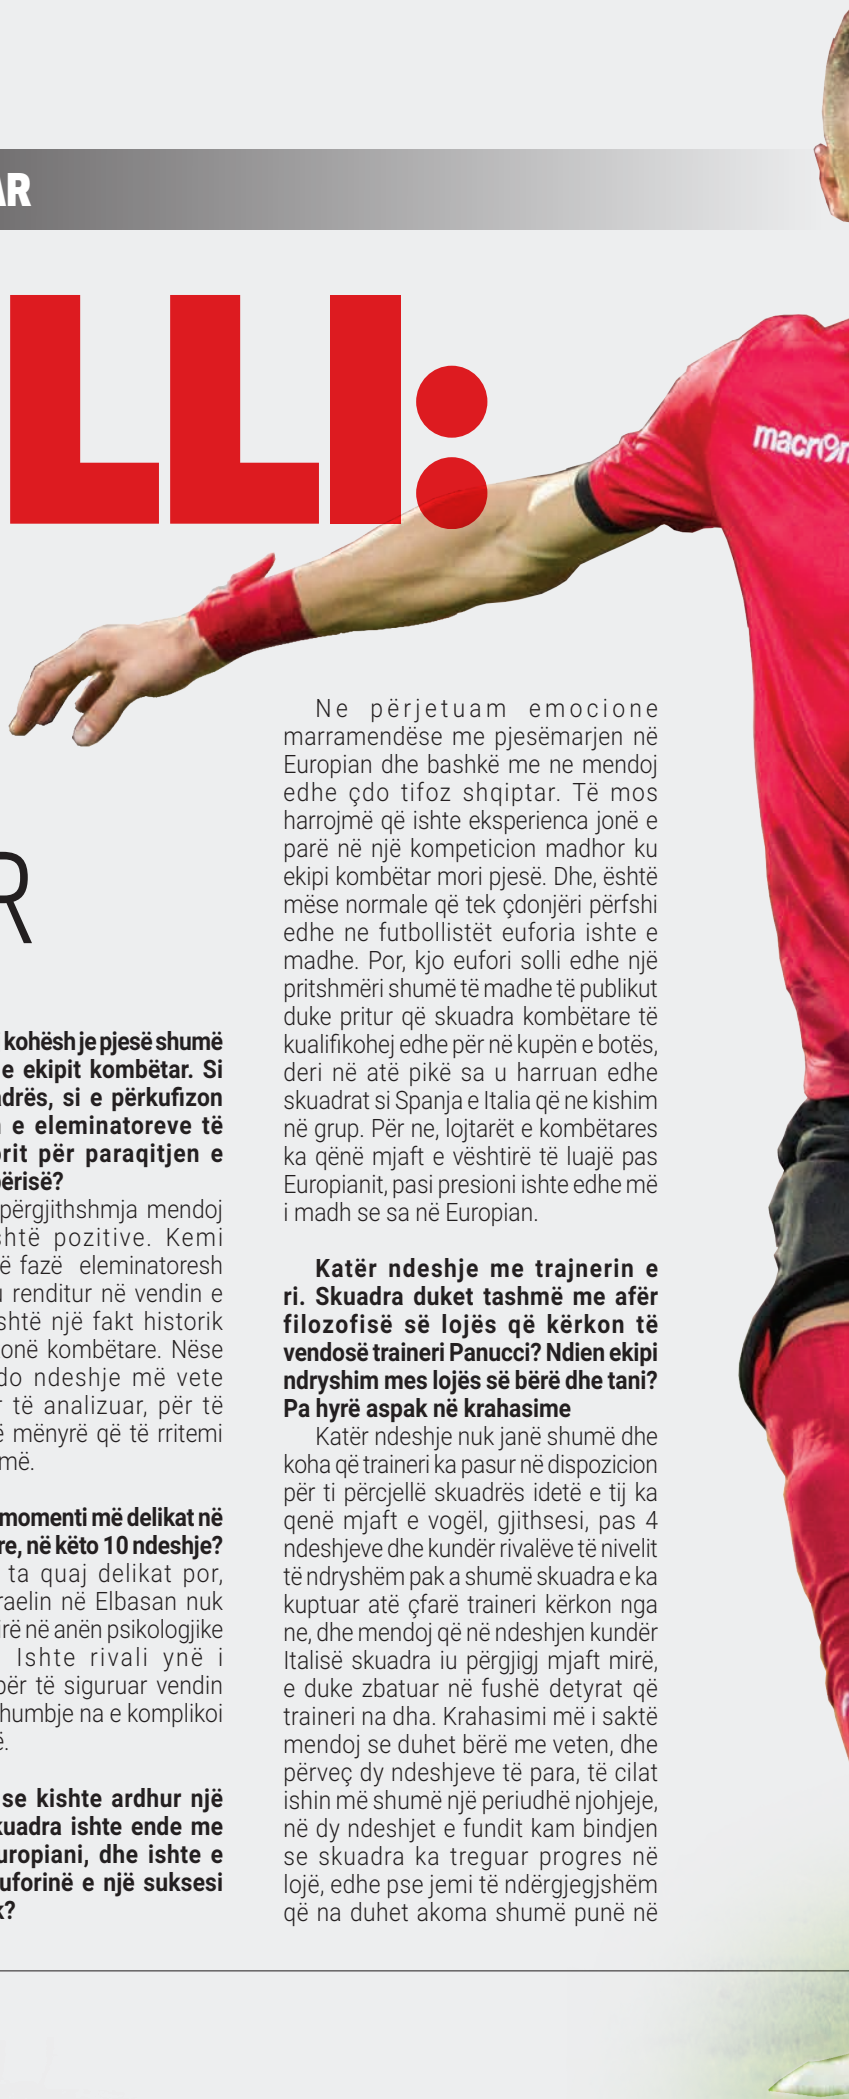 AR
LLI:
macron
R
kohësh je pjesë shumë
e ekipit kombëtar. Si
adrës, si e përkufizon
e eleminatoreve të
orit për paraqitjen e
përisë?
përgjithshmja mendoj
shtë pozitive. Kemi
ë fazë eleminatoresh
u renditur në vendin e
shtë një fakt historik
onë kombëtare. Nëse
do ndeshje më vete
r të analizuar, për të
ë mënyrë që të rritemi
më.
momenti më delikat në
re, në këto 10 ndeshje?
ta quaj delikat por,
raelin në Elbasan nuk
irë në anën psikologjike
Ishte rivali ynë i
për të siguruar vendin
humbje na e komplikoi
ë.
se kishte ardhur një
kuadra ishte ende me
uropiani, dhe ishte e
uforinë e një suksesi
k?
Ne përjetuam emocione
marramendëse me pjesëmarjen në
Europian dhe bashkë me ne mendoj
edhe çdo tifoz shqiptar. Të mos
harrojmë që ishte eksperienca jonë e
parë në një kompeticion madhor ku
ekipi kombëtar mori pjesë. Dhe, është
mëse normale që tek çdonjëri përfshi
edhe ne futbollistët euforia ishte e
madhe. Por, kjo eufori solli edhe një
pritshmëri shumë të madhe të publikut
duke pritur që skuadra kombëtare të
kualifikohej edhe për në kupën e botës,
deri në atë pikë sa u harruan edhe
skuadrat si Spanja e Italia që ne kishim
në grup. Për ne, lojtarët e kombëtares
ka qënë mjaft e vështirë të luajë pas
Europianit, pasi presioni ishte edhe më
i madh se sa në Europian.
Katër ndeshje me trajnerin e
ri. Skuadra duket tashmë me afër
filozofisë së lojës që kërkon të
vendosë traineri Panucci? Ndien ekipi
ndryshim mes lojës së bërë dhe tani?
Pa hyrë aspak në krahasime
Katër ndeshje nuk janë shumë dhe
koha që traineri ka pasur në dispozicion
për ti përcjellë skuadrës idetë e tij ka
qenë mjaft e vogël, gjithsesi, pas 4
ndeshjeve dhe kundër rivalëve të nivelit
të ndryshëm pak a shumë skuadra e ka
kuptuar atë çfarë traineri kërkon nga
ne, dhe mendoj që në ndeshjen kundër
Italisë skuadra iu përgjigj mjaft mirë,
e duke zbatuar në fushë detyrat që
traineri na dha. Krahasimi më i saktë
mendoj se duhet bërë me veten, dhe
përveç dy ndeshjeve të para, të cilat
ishin më shumë një periudhë njohjeje,
në dy ndeshjet e fundit kam bindjen
se skuadra ka treguar progres në
lojë, edhe pse jemi të ndërgjegjshëm
që na duhet akoma shumë punë në